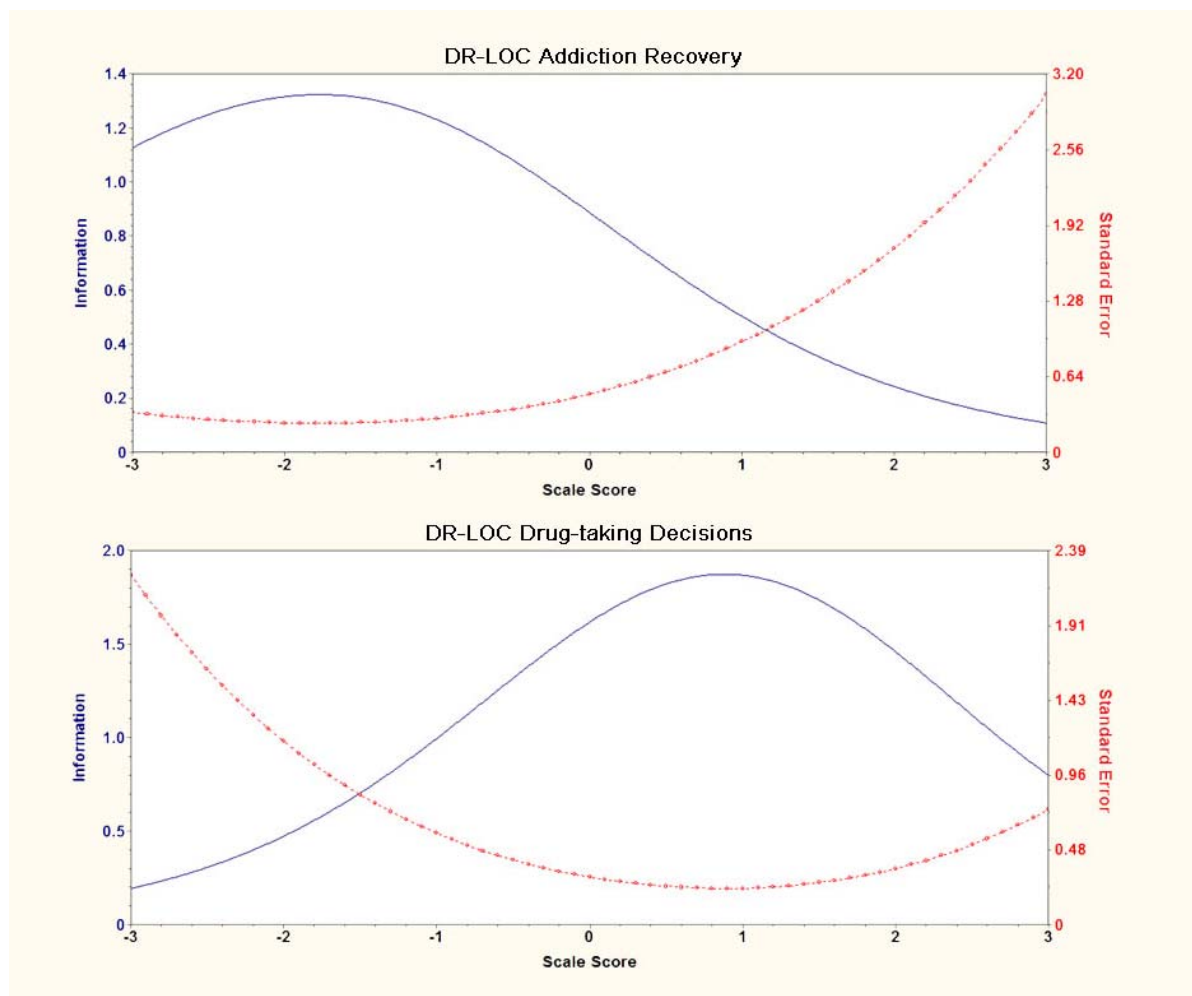 DR-LOC Addiction Recovery
1.4
1.2
1.0
0.8
0.6
0.4
0.2
0
Information
3.20
2.56
1.92
1.28
0.64
0
Standard Error
-3 -2 -1 0 1 2 3
Scale Score
DR-LOC Drug-taking Decisions
2.0
1.5
1.0
0.5
0
Information
2.39
1.91
1.43
0.96
0.48
0
Standard Error
-3 -2 -1 0 1 2 3
Scale Score